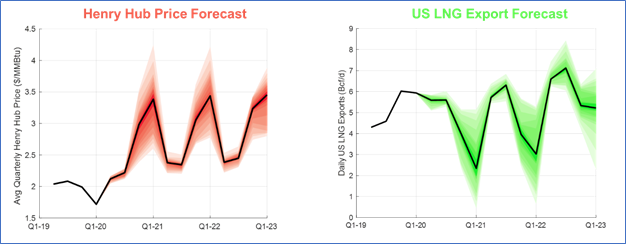 Henry Hub Price Forecast
Avg Quarterly Henry Hub Price ($/MMBtu)
4.5
4
3.5
3
2.5
2
1.5
Q1-19
Q1-20
Q1-21
Q1-22
Q1-23
US LNG Export Forecast
Daily US LNG Exports (Bcf/d)
9
8
7
6
5
4
3
2
1
0
Q1-19
Q1-20
Q1-21
Q1-22
Q1-23